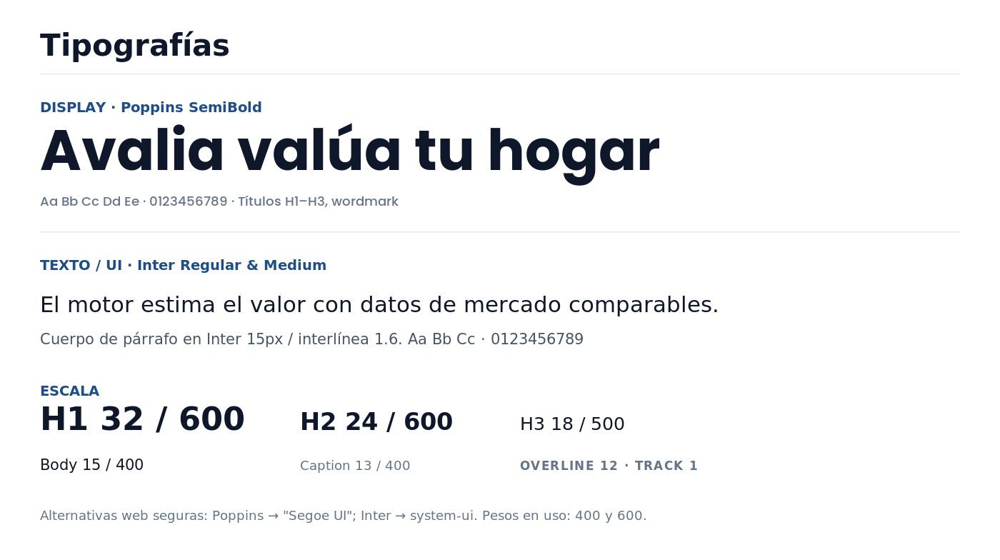 Tipografías
DISPLAY · Poppins SemiBold
Avalia valúa tu hogar
Aa Bb Cc Dd Ee · 0123456789 · Títulos H1–H3, wordmark
TEXTO / UI · Inter Regular & Medium
El motor estima el valor con datos de mercado comparables.
Cuerpo de párrafo en Inter 15px / interlínea 1.6. Aa Bb Cc · 0123456789
ESCALA
H1 32 / 600 H2 24 / 600 H3 18 / 500
Body 15 / 400 Caption 13 / 400 OVERLINE 12 · TRACK 1
Alternativas web seguras: Poppins → "Segoe UI"; Inter → system-ui. Pesos en uso: 400 y 600.